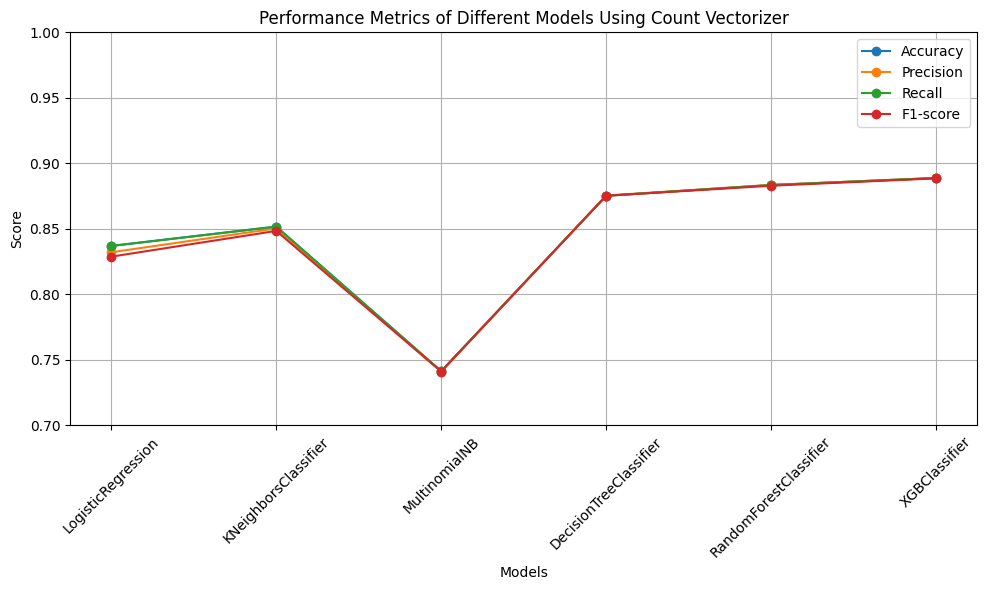 Performance Metrics of Different Models Using Count Vectorizer
1.00
0.95
0.90
0.85
0.80
0.75
0.70
Score
Accuracy
Precision
Recall
F1-score
LogisticRegression
KNeighborsClassifier
MultinomialNB
DecisionTreeClassifier
RandomForestClassifier
XGBClassifier
Models